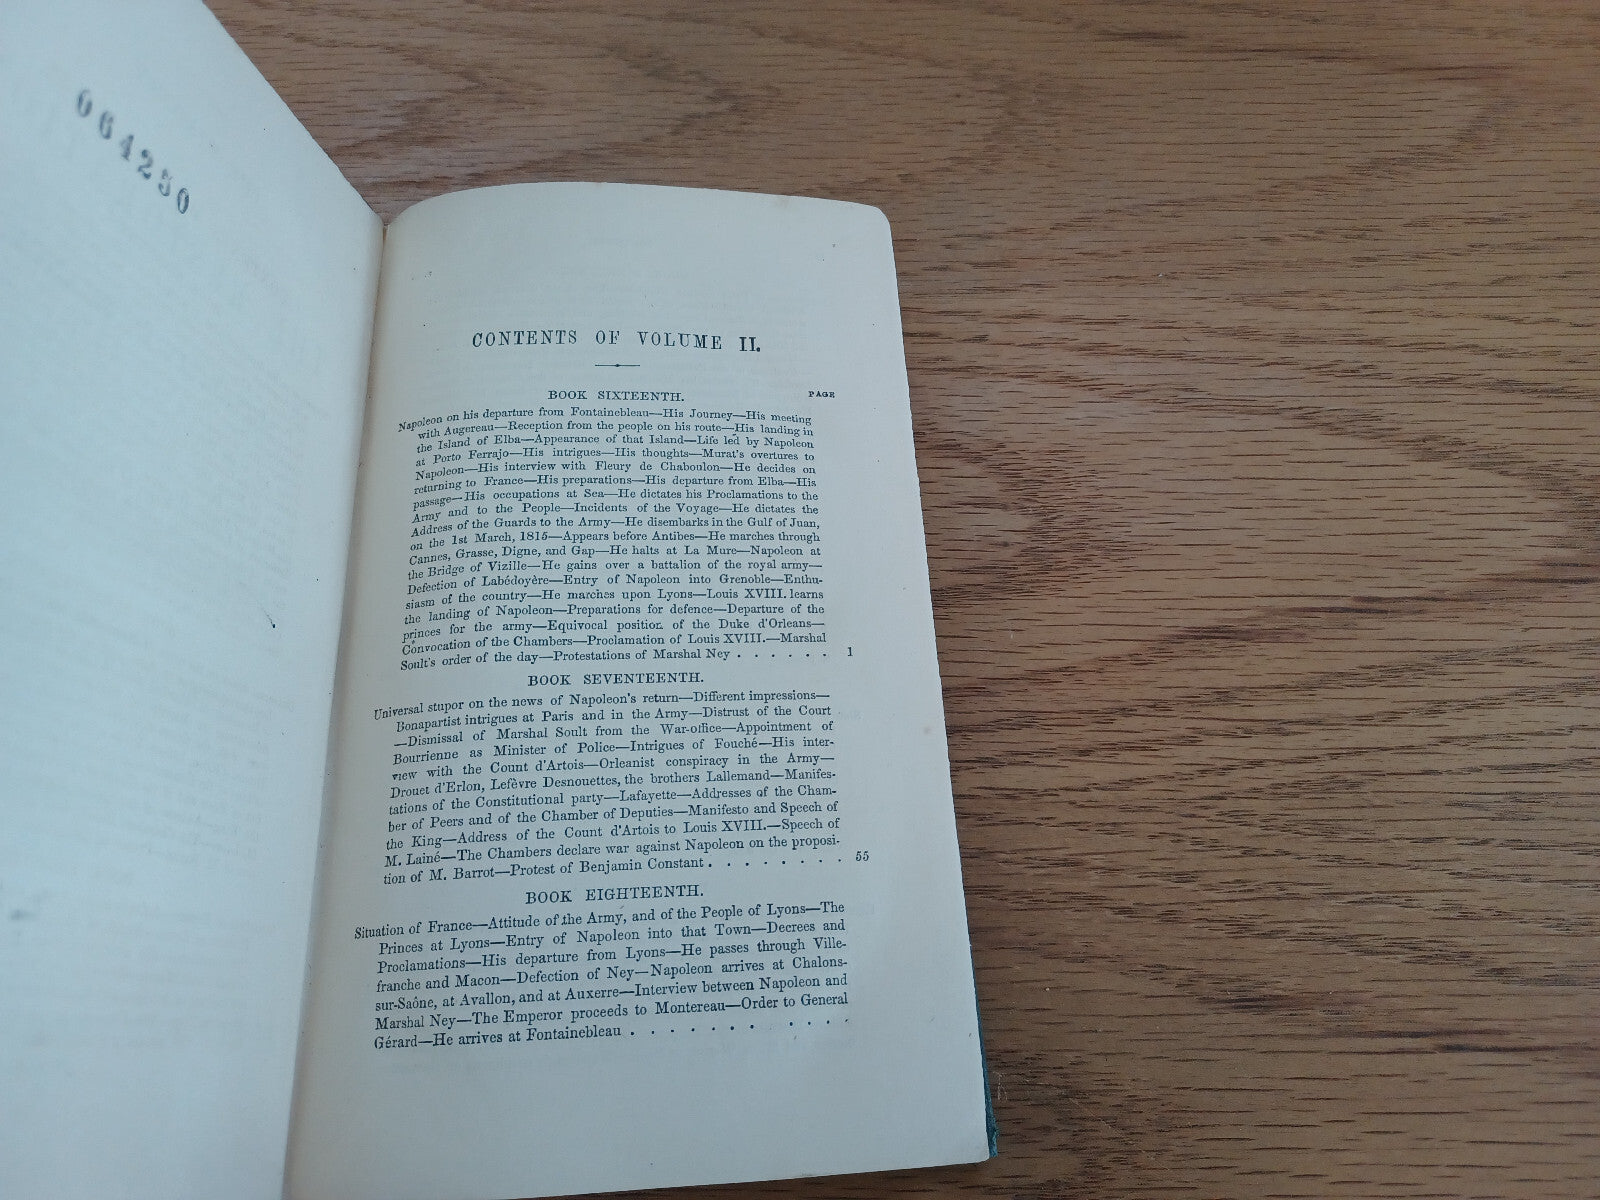 064250
CONTENTS OF VOLUME II.
BOOK SIXTEENTH.
PAGE
Napoleon on his departure from Fontainebleau—His Journey—His meeting
with Augereau—Reception from the people on his route—His landing in
the Island of Elba—Appearance of that Island—Life led by Napoleon
at Porto Ferrajo—His intrigues—His thoughts—Murat's overtures to
Napoleon—His interview with Fleury de Chaboulon—He decides on
returning to France—His preparations—His departure from Elba—His
passage—His occupations at Sea—He dictates his Proclamations to the
Army and to the People—Incidents of the Voyage—He dictates the
Address of the Guards to the Army—He disembarks in the Gulf of Juan,
on the 1st March, 1815—Appears before Antibes—He marches through
Cannes, Grasse, Digne, and Gap—He halts at La Mure—Napoleon at
the Bridge of Vizille—He gains over a battalion of the royal army—
Defection of Labédoyère—Entry of Napoleon into Grenoble—Enthu-
siasm of the country—He marches upon Lyons—Louis XVIII. learns
the landing of Napoleon—Preparations for defence—Departure of the
princes for the army—Equivocal position of the Duke d'Orleans—
Convocation of the Chambers—Proclamation of Louis XVIII.—Marshal
Soult's order of the day—Protestations of Marshal Ney . . . . . . 1
BOOK SEVENTEENTH.
Universal stupor on the news of Napoleon's return—Different impressions—
Bonapartist intrigues at Paris and in the Army—Distrust of the Court
—Dismissal of Marshal Soult from the War-office—Appointment of
Bourrienne as Minister of Police—Intrigues of Fouché—His inter-
view with the Count d'Artois—Orleanist conspiracy in the Army—
Drouet d'Erlon, Lefèvre Desnouettes, the brothers Lallemand—Manifes-
tations of the Constitutional party—Lafayette—Addresses of the Cham-
ber of Peers and of the Chamber of Deputies—Manifesto and Speech of
the King—Address of the Count d'Artois to Louis XVIII.—Speech of
M. Lainé—The Chambers declare war against Napoleon on the proposi-
tion of M. Barrot—Protest of Benjamin Constant . . . . . . . . 55
BOOK EIGHTEENTH.
Situation of France—Attitude of the Army, and of the People of Lyons—The
Princes at Lyons—Entry of Napoleon into that Town—Decrees and
Proclamations—His departure from Lyons—He passes through Ville-
franche and Macon—Defection of Ney—Napoleon arrives at Chalons-
sur-Saône, at Avallon, and at Auxerre—Interview between Napoleon and
Marshal Ney—The Emperor proceeds to Montereau—Order to General
Gérard—He arrives at Fontainebleau . . . . . . . . . . .